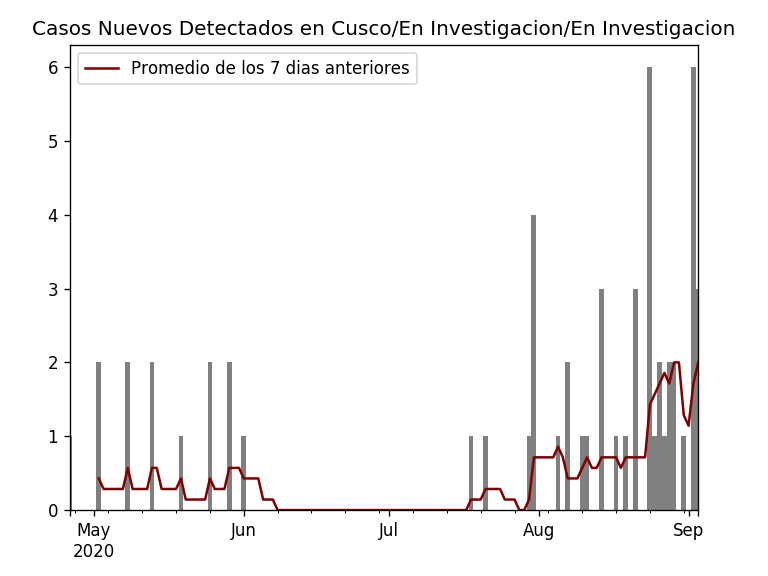 Casos Nuevos Detectados en Cusco/En Investigacion/En Investigacion
Promedio de los 7 dias anteriores
6
5
4
3
2
1
0
May Jun Jul Aug Sep
2020